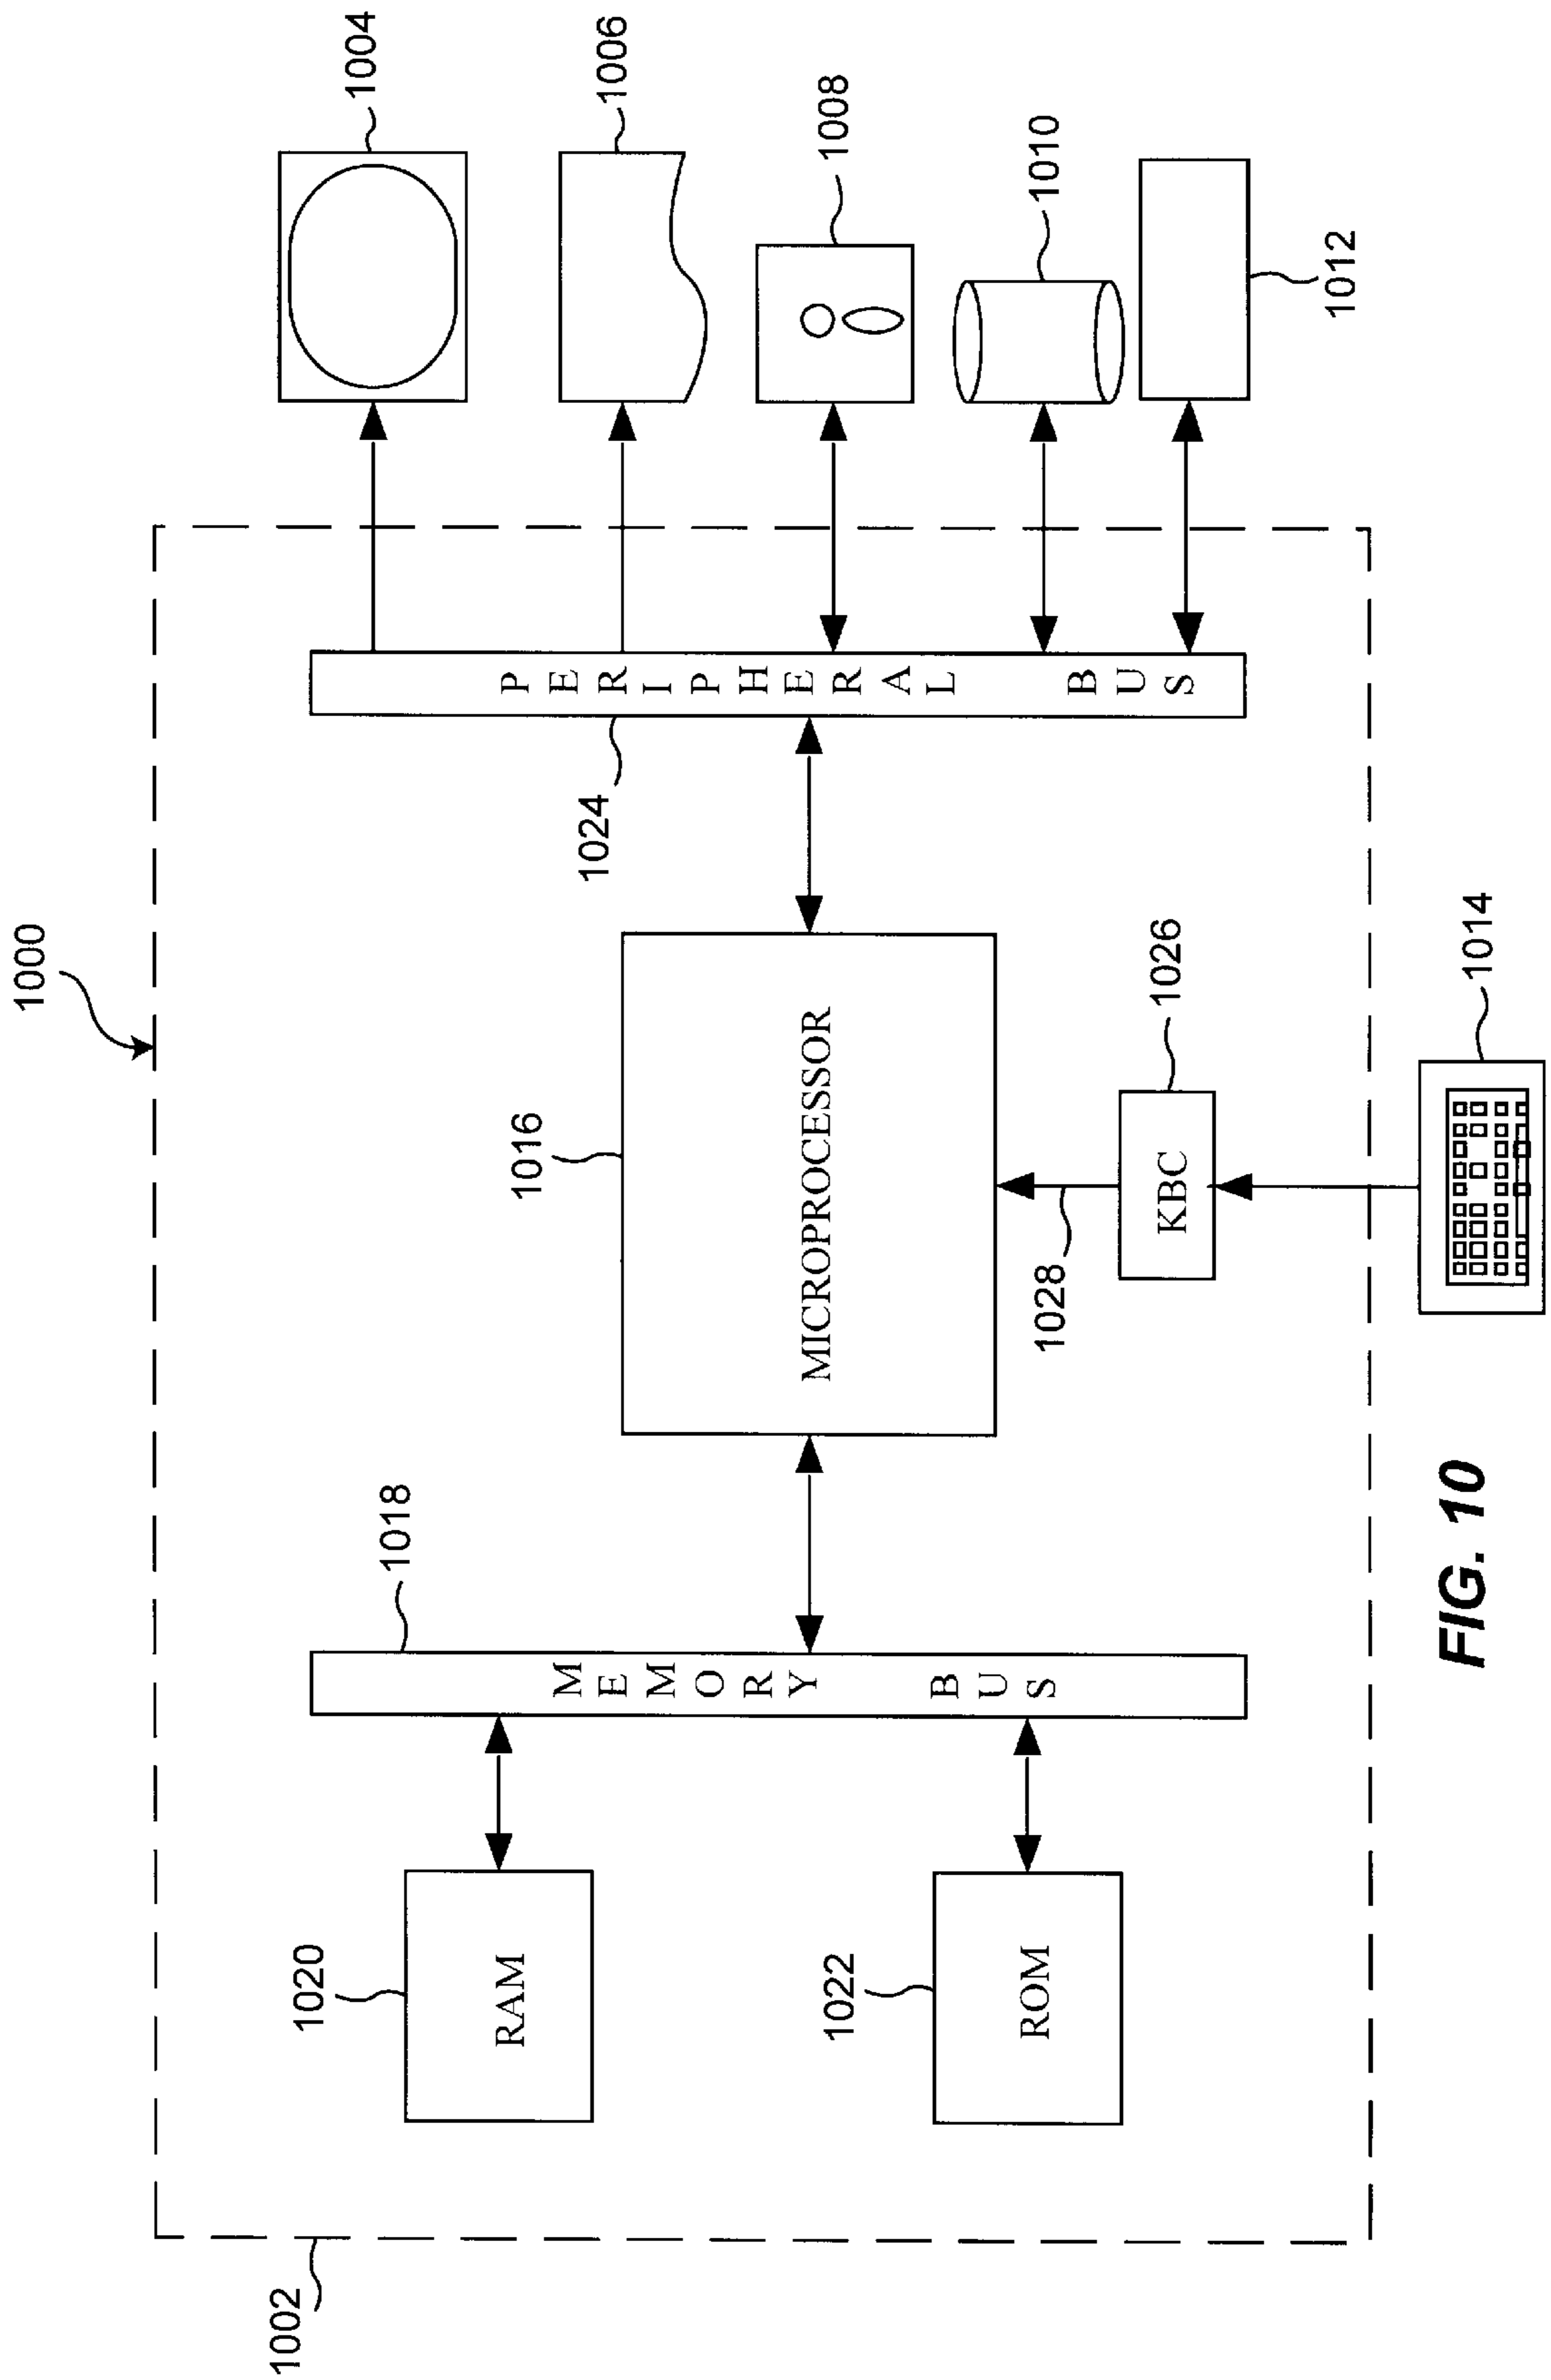 1000
1002
1020
RAM
1022
ROM
1018
MEMORY BUS
1016
MICROPROCESSOR
1028
KBC
1026
1014
1024
PERIPHERAL BUS
1004
1006
1008
1010
1012
FIG. 10